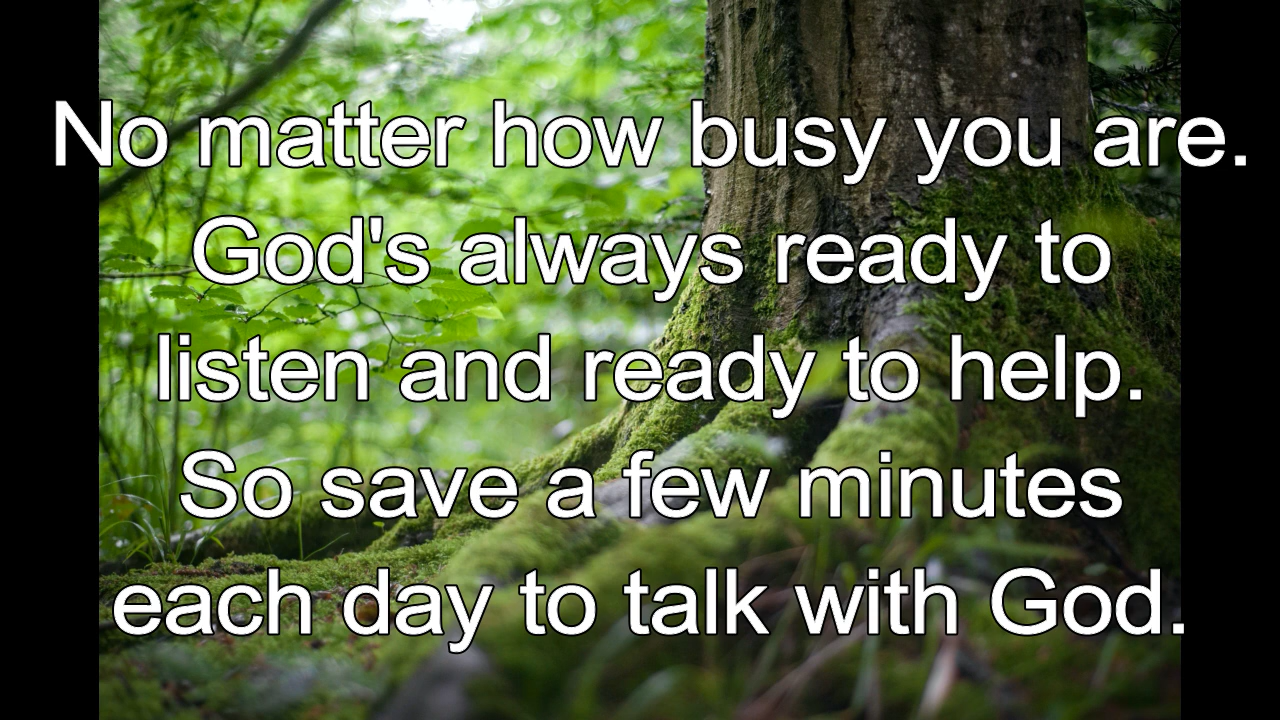 No matter how busy you are.
God's always ready to
listen and ready to help.
So save a few minutes
each day to talk with God.